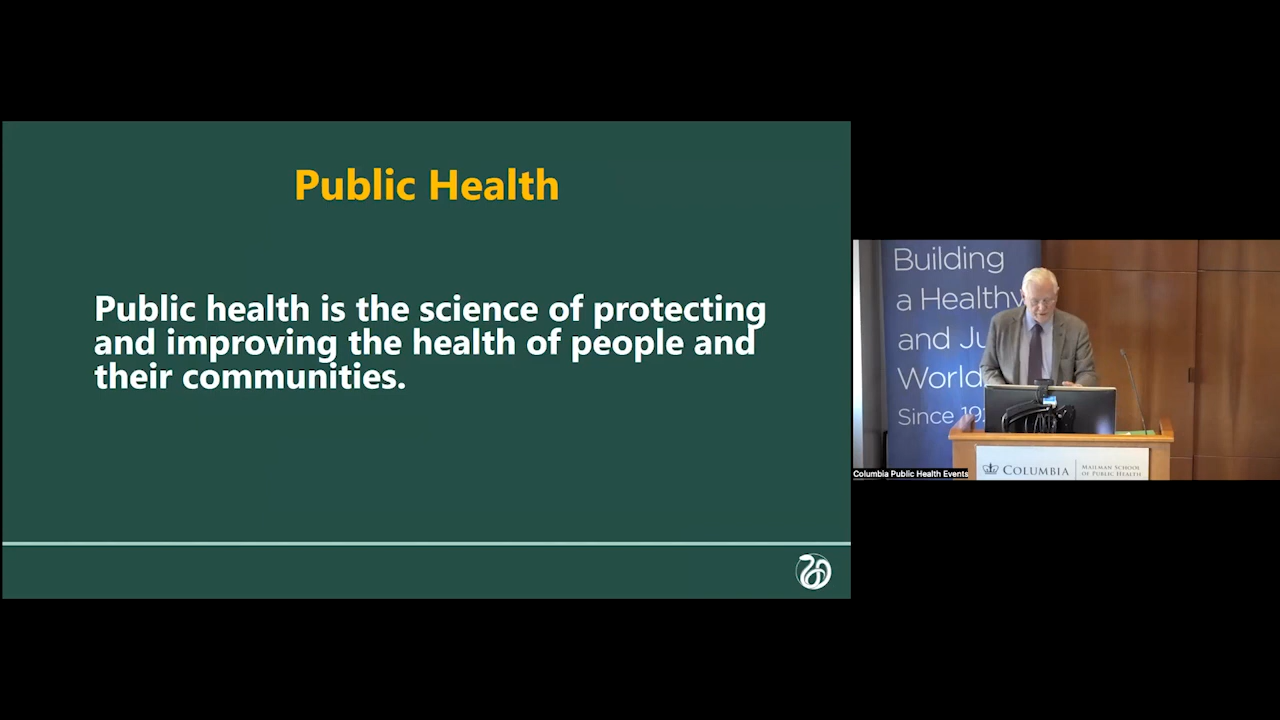 Public Health
Public health is the science of protecting
and improving the health of people and
their communities.
Building
a Healthy
and Ju
World
Since 19
Columbia Public Health Events
COLUMBIA
MAILMAN SCHOOL
OF PUBLIC HEALTH